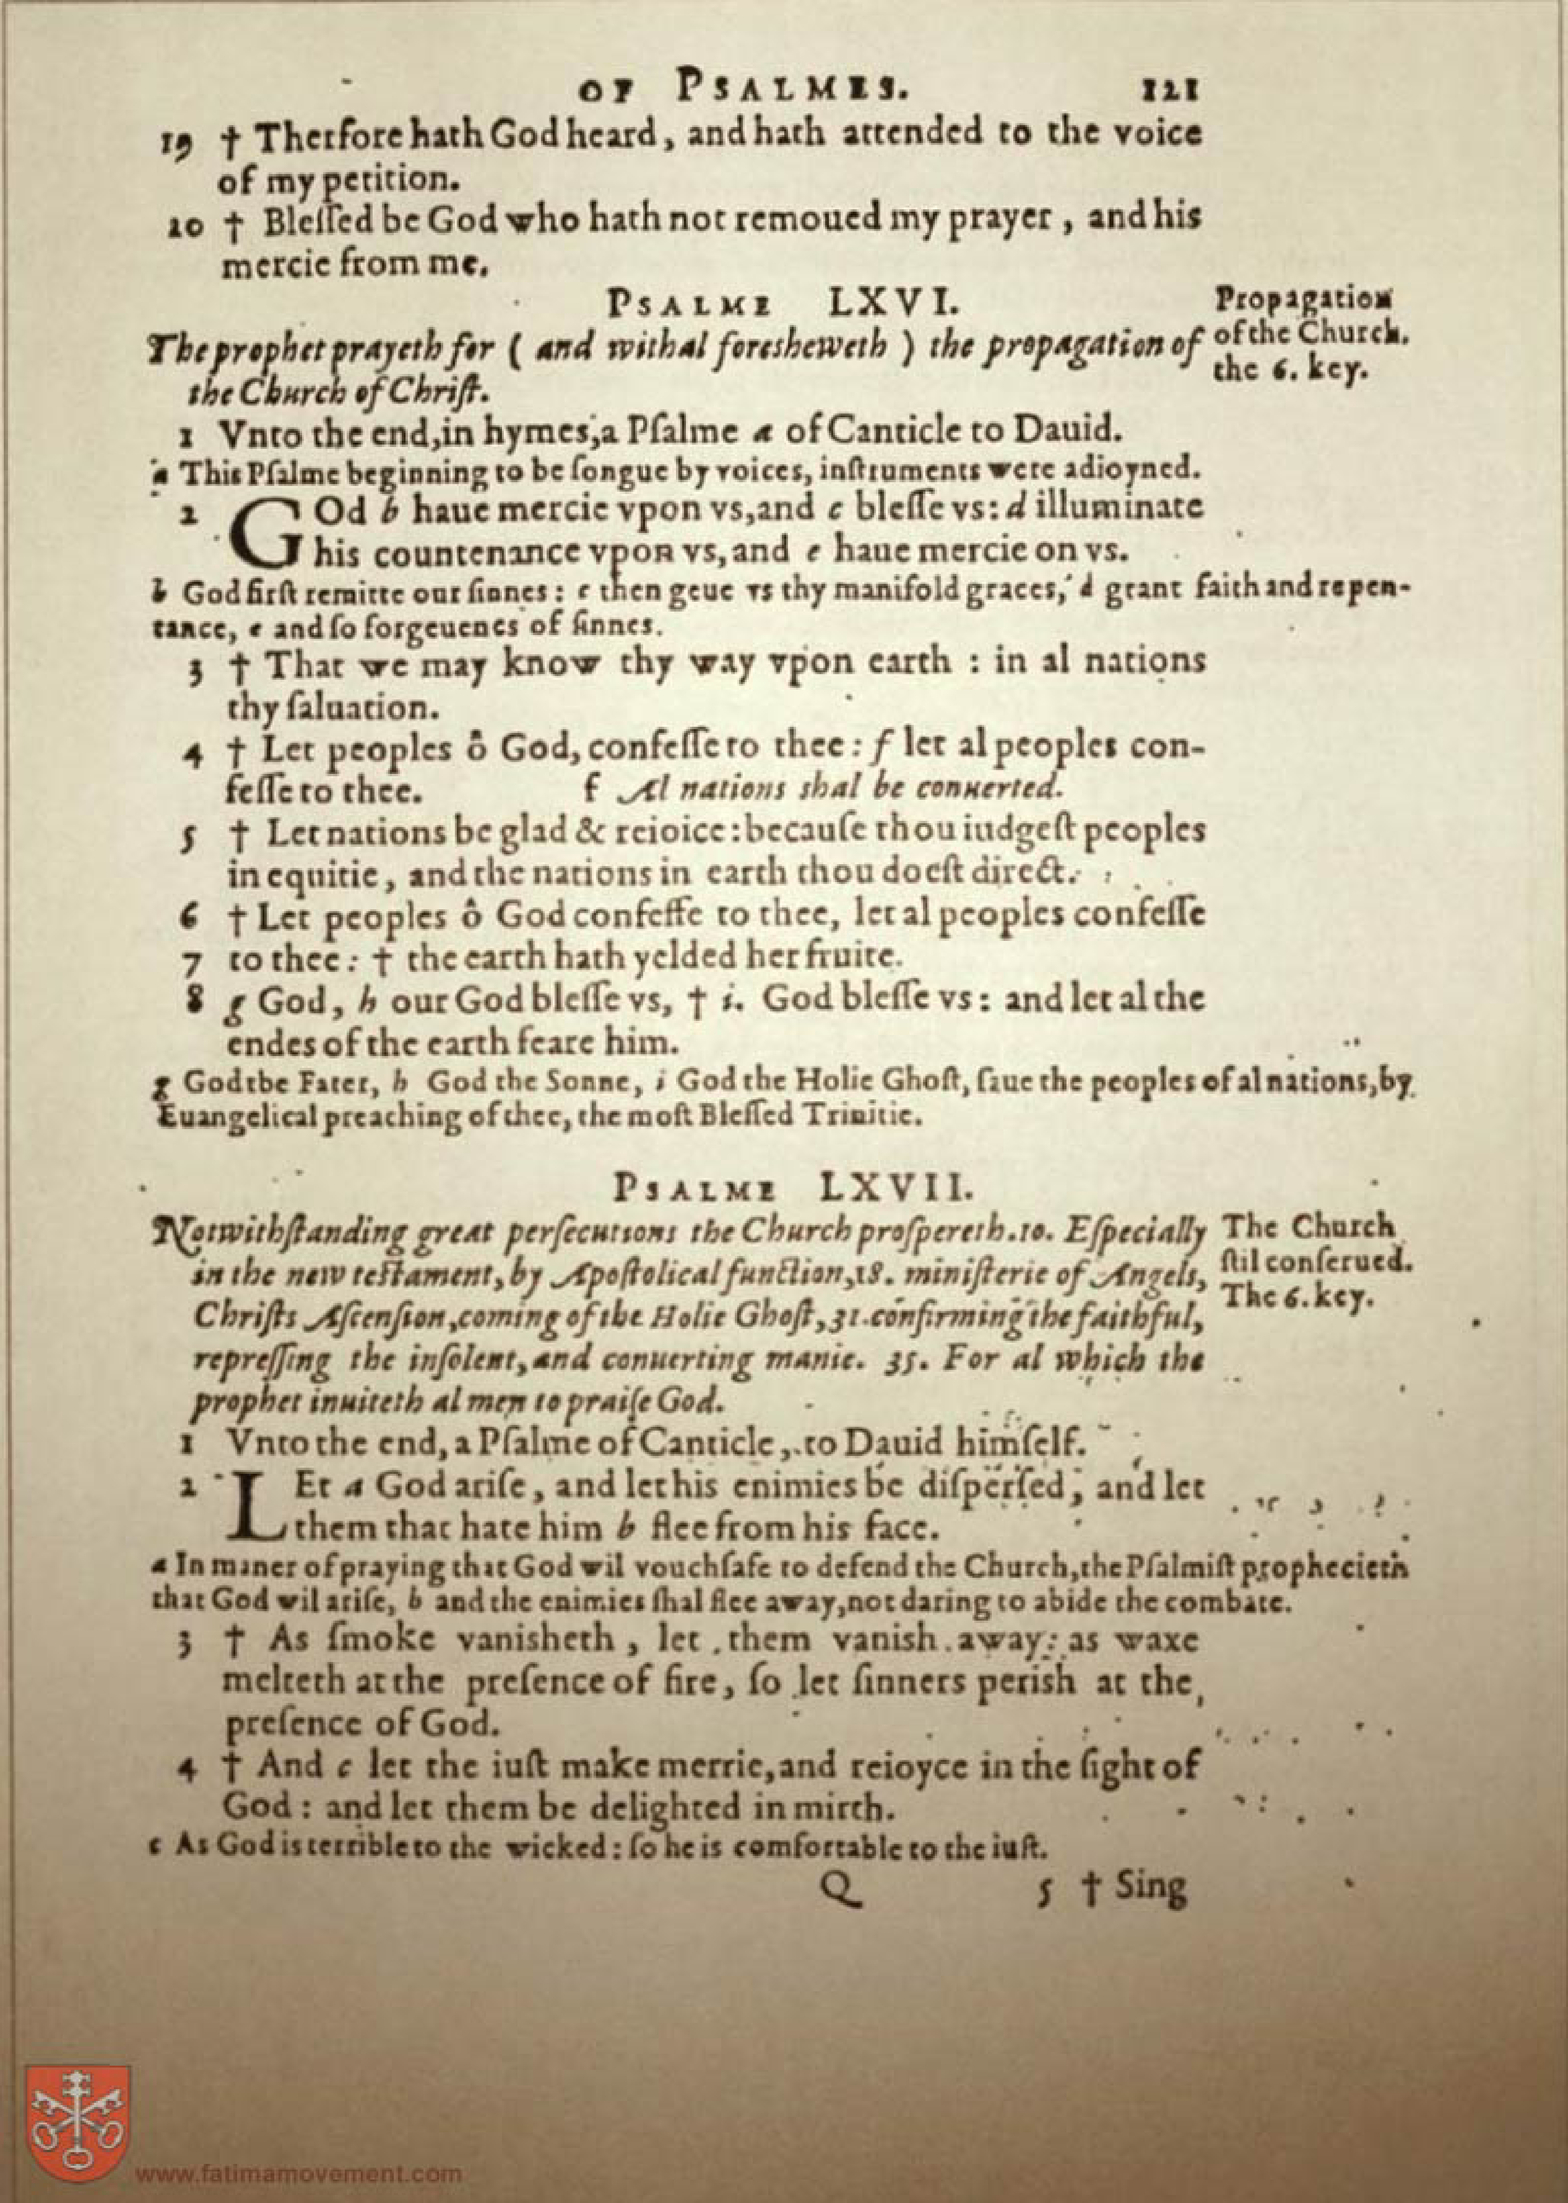 OF PSALMES. 121
19 † Therfore hath God heard, and hath attended to the voice
of my petition.
20 † Blessed be God who hath not remoued my prayer, and his
mercie from me.
PSALME LXVI.
Propagation
of the Church.
the 6. key.
The prophet prayeth for ( and withal foresheweth ) the propagation of
the Church of Chriſt.
1 Vnto the end, in hymes, a Pſalme a of Canticle to Dauid.
a This Pſalme beginning to be ſongue by voices, inſtruments were adioyned.
2 GOd b haue mercie vpon vs, and c bleſſe vs: d illuminate
his countenance vpon vs, and e haue mercie on vs.
b God firſt remitte our ſinnes: c then geue vs thy manifold graces, d grant faith and repen-
tance, e and ſo forgeuenes of ſinnes.
3 † That we may know thy way vpon earth : in al nations
thy ſaluation.
4 † Let peoples ô God, confeſſe to thee: f let al peoples con-
feſſe to thee. f Al nations shal be conuerted.
5 † Let nations be glad & reioice: becauſe thou iudgeſt peoples
in equitie, and the nations in earth thou doeſt direct.
6 † Let peoples ô God confeſſe to thee, let al peoples confeſſe
7 to thee: † the earth hath yelded her fruite.
8 g God, h our God bleſſe vs, † i. God bleſſe vs: and let al the
endes of the earth feare him.
g God tbe Fater, h God the Sonne, i God the Holie Ghoſt, ſaue the peoples of al nations, by
Euangelical preaching of thee, the moſt Bleſſed Trinitie.
PSALME LXVII.
Notwithſtanding great perſecutions the Church proſpereth. 10. Eſpecially
in the new teſtament, by Apoſtolical function, 18. miniſterie of Angels,
Chriſts Aſcenſion, coming of the Holie Ghoſt, 31. confirming the faithful,
repreſſing the inſolent, and conuerting manie. 35. For al which the
prophet inuiteth al men to praiſe God.
The Church
ſtil conſerued.
The 6. key.
1 Vnto the end, a Pſalme of Canticle, to Dauid himſelf.
2 LEt a God ariſe, and let his enimies be diſperſed, and let
them that hate him b flee from his face.
a In maner of praying that God wil vouchſafe to defend the Church, the Pſalmiſt prophecieth
that God wil ariſe, b and the enimies ſhal flee away, not daring to abide the combate.
3 † As ſmoke vanisheth, let them vanish away: as waxe
melteth at the preſence of fire, ſo let ſinners perish at the
preſence of God.
4 † And c let the iuſt make merrie, and reioyce in the ſight of
God: and let them be delighted in mirth.
c As God is terrible to the wicked: ſo he is comfortable to the iuſt.
Q 5 † Sing
www.fatimamovement.com